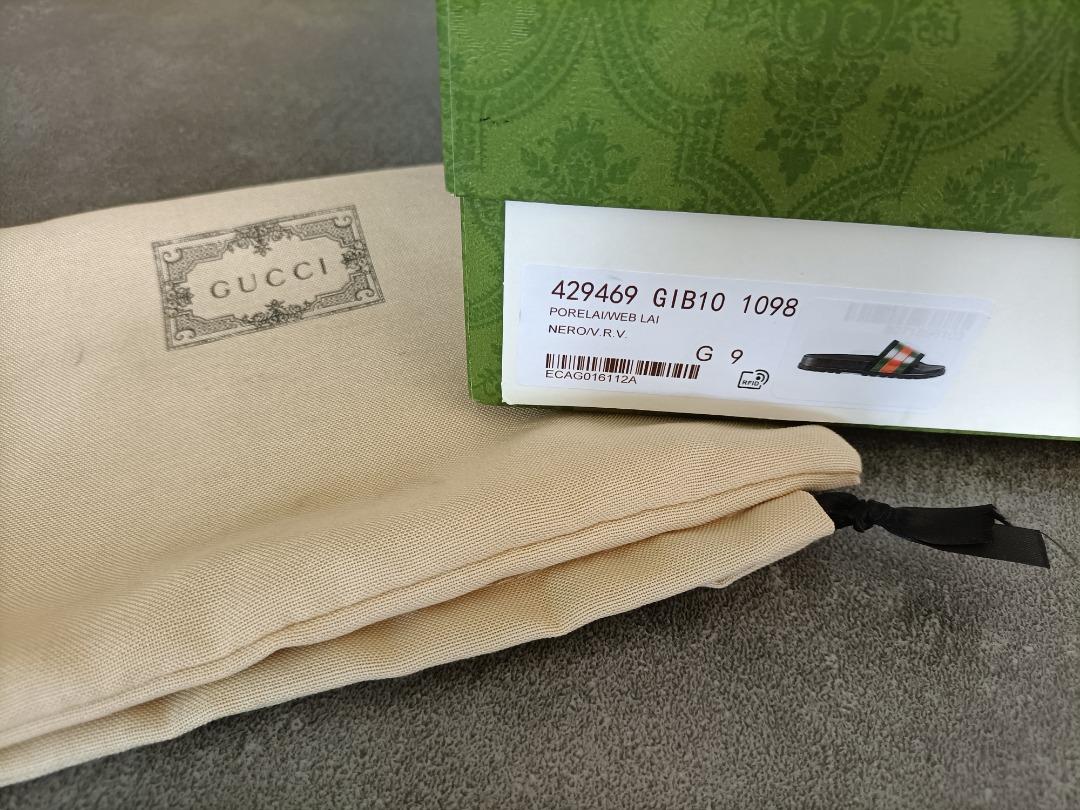 GUCCI
429469 GIB10 1098
PORELAI/WEB LAI
NERO/V.R.V.
G 9
ECAG016112A
RFID